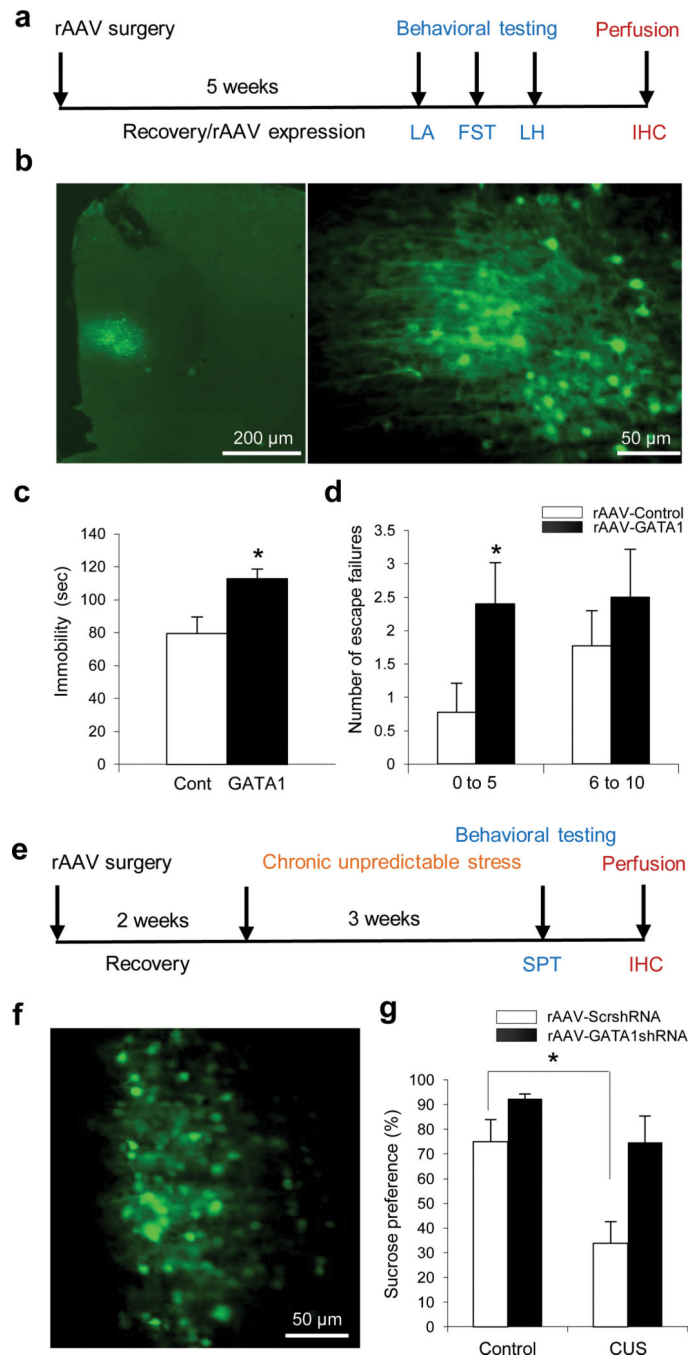 a
rAAV surgery
Behavioral testing
Perfusion
5 weeks
Recovery/rAAV expression
LA
FST
LH
IHC
b
200 µm
50 µm
c
140
120
100
80
60
40
20
0
Immobility (sec)
*
Cont
GATA1
d
rAAV-Control
rAAV-GATA1
3.5
3
2.5
2
1.5
1
0.5
0
Number of escape failures
*
0 to 5
6 to 10
e
Behavioral testing
rAAV surgery
Chronic unpredictable stress
Perfusion
2 weeks
3 weeks
Recovery
SPT
IHC
f
50 µm
g
rAAV-ScrshRNA
rAAV-GATA1shRNA
*
100
90
80
70
60
50
40
30
20
10
0
Sucrose preference (%)
Control
CUS